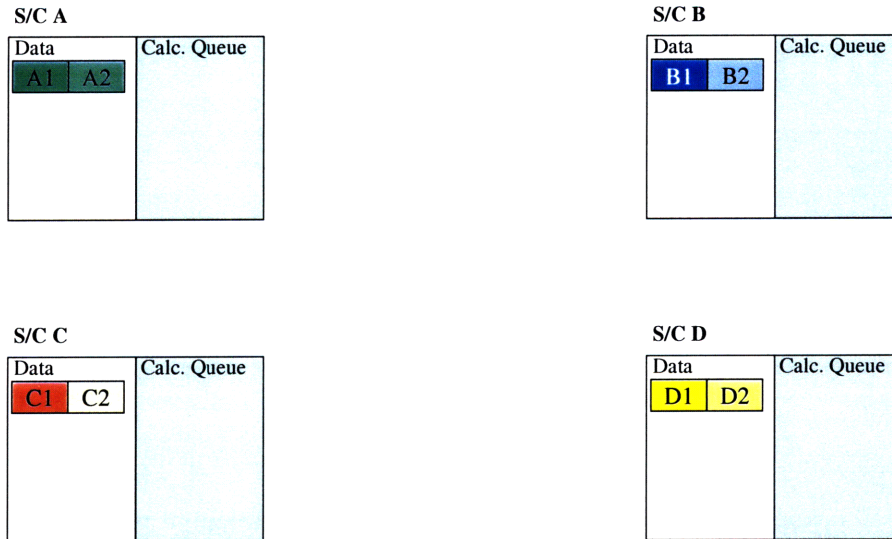 S/C A
Data Calc. Queue
A1 A2
S/C B
Data Calc. Queue
B1 B2
S/C C
Data Calc. Queue
C1 C2
S/C D
Data Calc. Queue
D1 D2